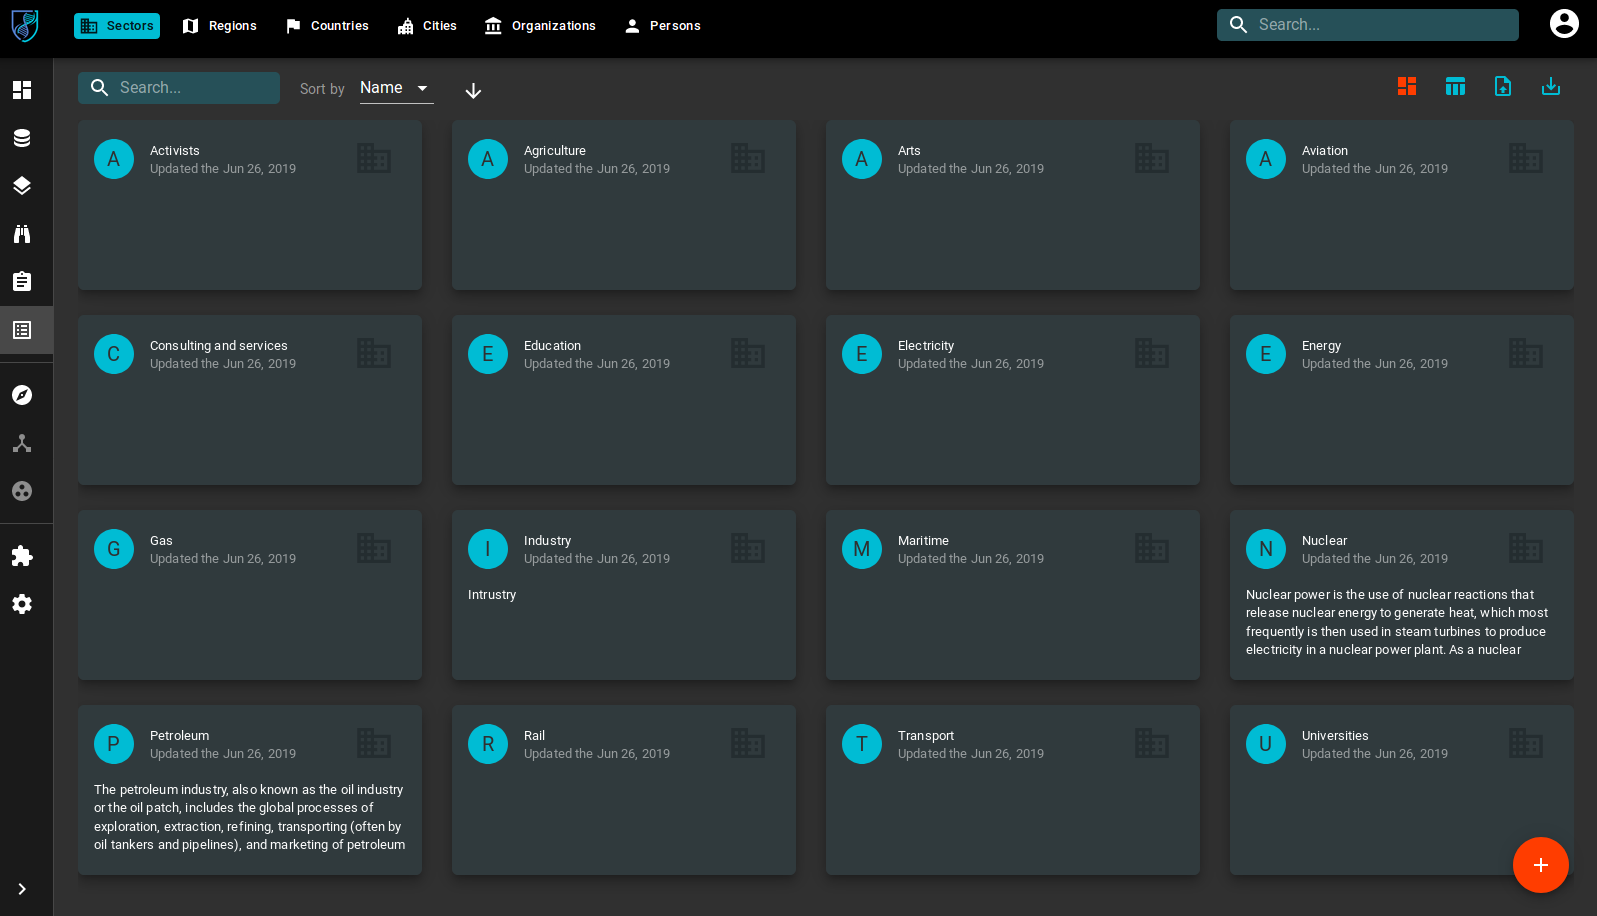 Sectors
Regions
Countries
Cities
Organizations
Persons
Search...
Search...
Sort by
Name
A
Activists
Updated the Jun 26, 2019
A
Agriculture
Updated the Jun 26, 2019
A
Arts
Updated the Jun 26, 2019
A
Aviation
Updated the Jun 26, 2019
C
Consulting and services
Updated the Jun 26, 2019
E
Education
Updated the Jun 26, 2019
E
Electricity
Updated the Jun 26, 2019
E
Energy
Updated the Jun 26, 2019
G
Gas
Updated the Jun 26, 2019
I
Industry
Updated the Jun 26, 2019
Intrustry
M
Maritime
Updated the Jun 26, 2019
N
Nuclear
Updated the Jun 26, 2019
Nuclear power is the use of nuclear reactions that
release nuclear energy to generate heat, which most
frequently is then used in steam turbines to produce
electricity in a nuclear power plant. As a nuclear
P
Petroleum
Updated the Jun 26, 2019
The petroleum industry, also known as the oil industry
or the oil patch, includes the global processes of
exploration, extraction, refining, transporting (often by
oil tankers and pipelines), and marketing of petroleum
R
Rail
Updated the Jun 26, 2019
T
Transport
Updated the Jun 26, 2019
U
Universities
Updated the Jun 26, 2019